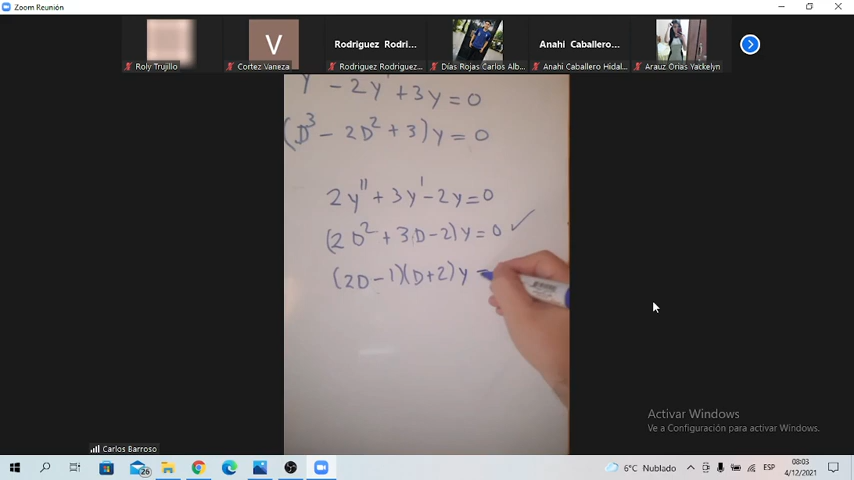 Zoom Reunión
V
Rodriguez Rodri...
Anahi Caballero...
Roly Trujillo
Cortez Vaneza
Rodriguez Rodriguez...
Días Rojas Carlos Alb...
Anahi Caballero Hidal...
Arauz Orias Yackelyn
- 2y' + 3y = 0
(D³ - 2D² + 3)y = 0
2y'' + 3y' - 2y = 0
(2D² + 3D - 2)y = 0 ✓
(2D - 1)(D + 2)y =
Activar Windows
Ve a Configuración para activar Windows.
Carlos Barroso
26
6°C Nublado
ESP
08:03
4/12/2021